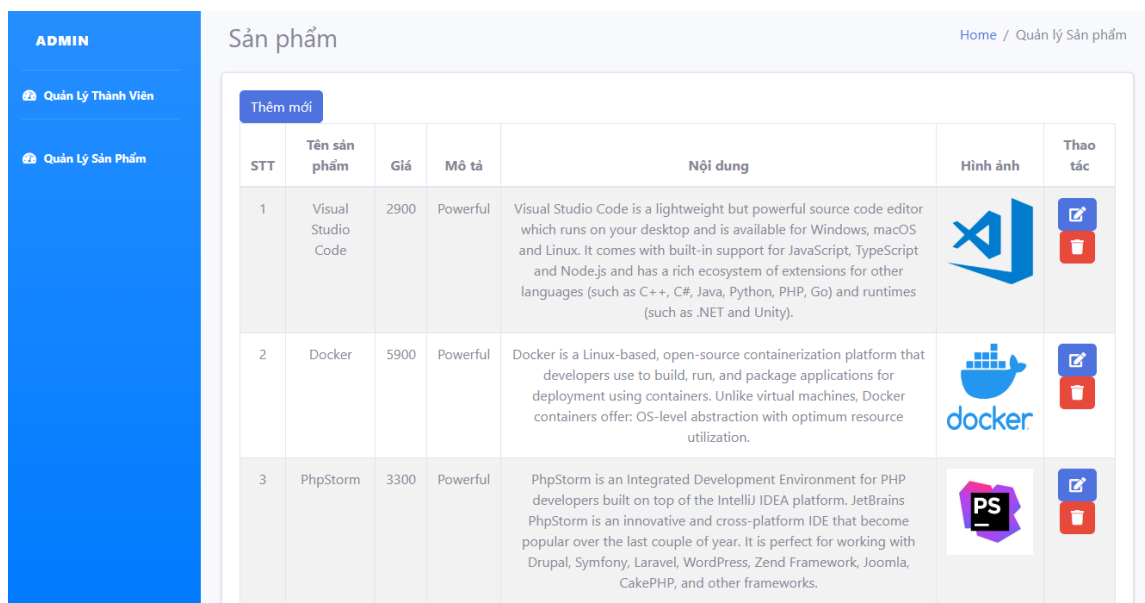 ADMIN
Quản Lý Thành Viên
Quản Lý Sản Phẩm
Sản phẩm
Home / Quản lý Sản phẩm
Thêm mới
STT
Tên sản
phẩm
Giá
Mô tả
Nội dung
Hình ảnh
Thao
tác
1
Visual
Studio
Code
2900
Powerful
Visual Studio Code is a lightweight but powerful source code editor
which runs on your desktop and is available for Windows, macOS
and Linux. It comes with built-in support for JavaScript, TypeScript
and Node.js and has a rich ecosystem of extensions for other
languages (such as C++, C#, Java, Python, PHP, Go) and runtimes
(such as .NET and Unity).
2
Docker
5900
Powerful
Docker is a Linux-based, open-source containerization platform that
developers use to build, run, and package applications for
deployment using containers. Unlike virtual machines, Docker
containers offer: OS-level abstraction with optimum resource
utilization.
docker
3
PhpStorm
3300
Powerful
PhpStorm is an Integrated Development Environment for PHP
developers built on top of the IntelliJ IDEA platform. JetBrains
PhpStorm is an innovative and cross-platform IDE that become
popular over the last couple of year. It is perfect for working with
Drupal, Symfony, Laravel, WordPress, Zend Framework, Joomla,
CakePHP, and other frameworks.
PS